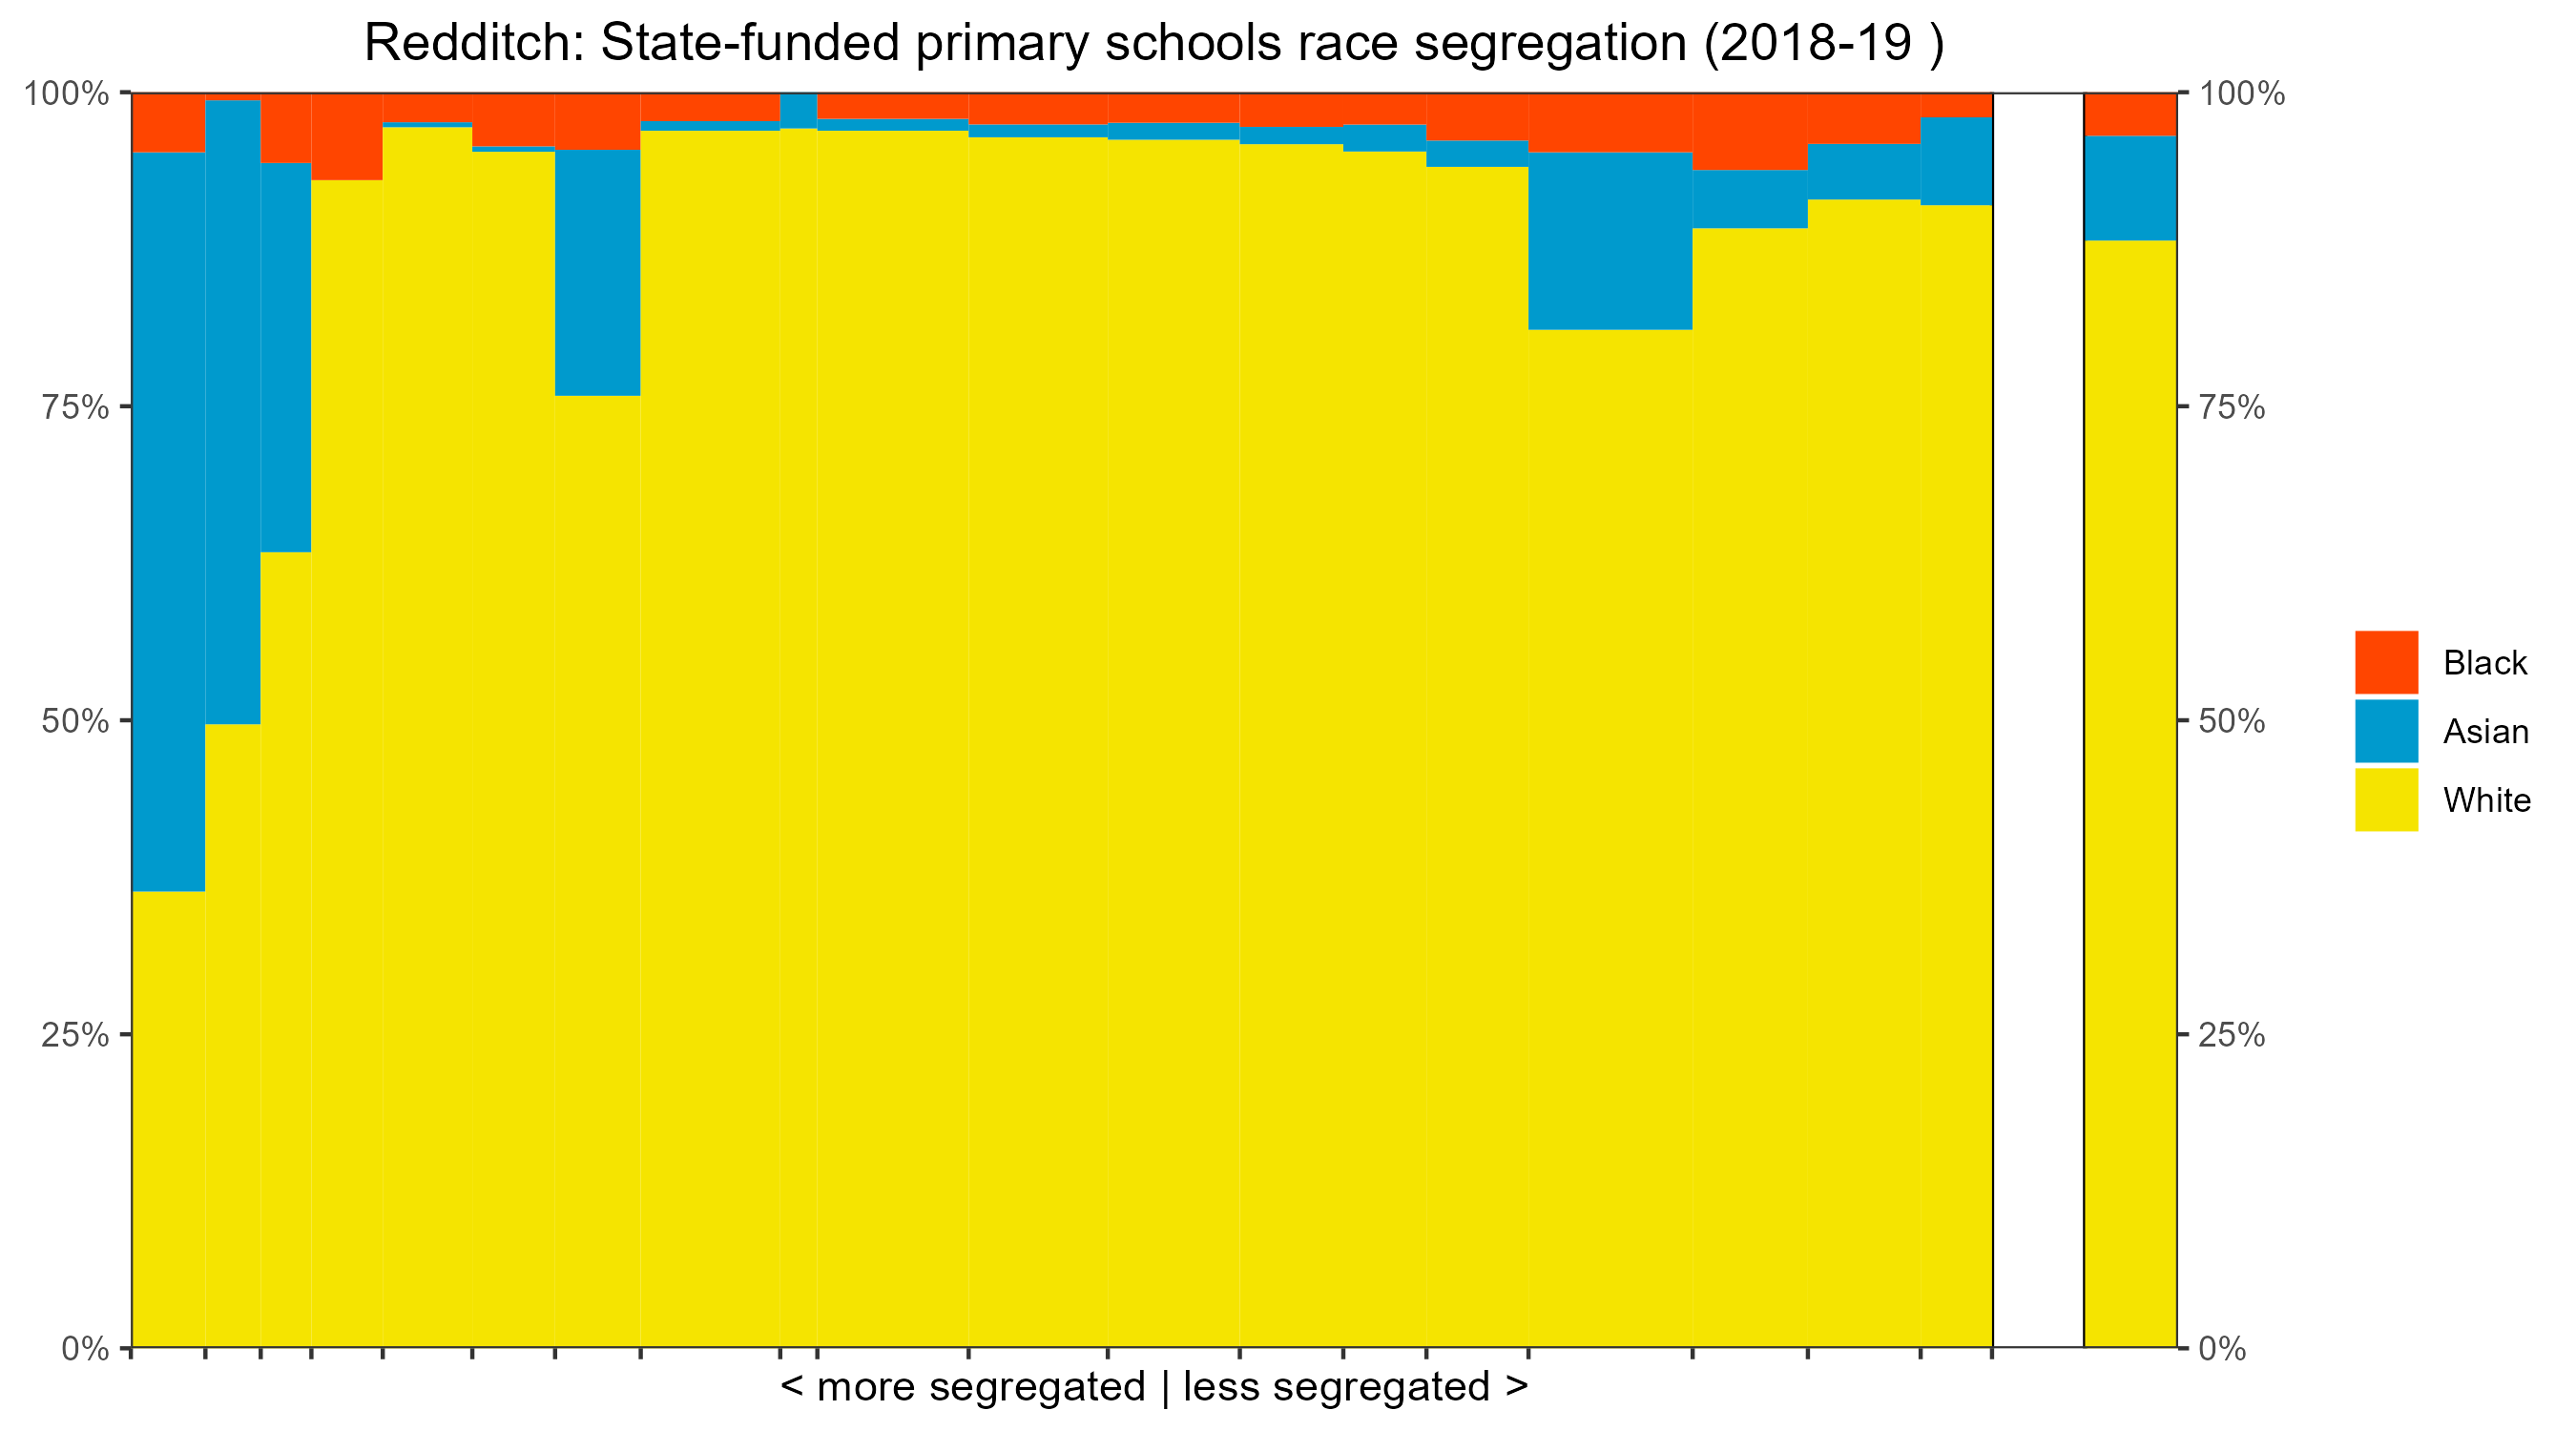 Redditch: State-funded primary schools race segregation (2018-19 )
100%
75%
50%
25%
0%
100%
75%
50%
25%
0%
Black
Asian
White
< more segregated | less segregated >